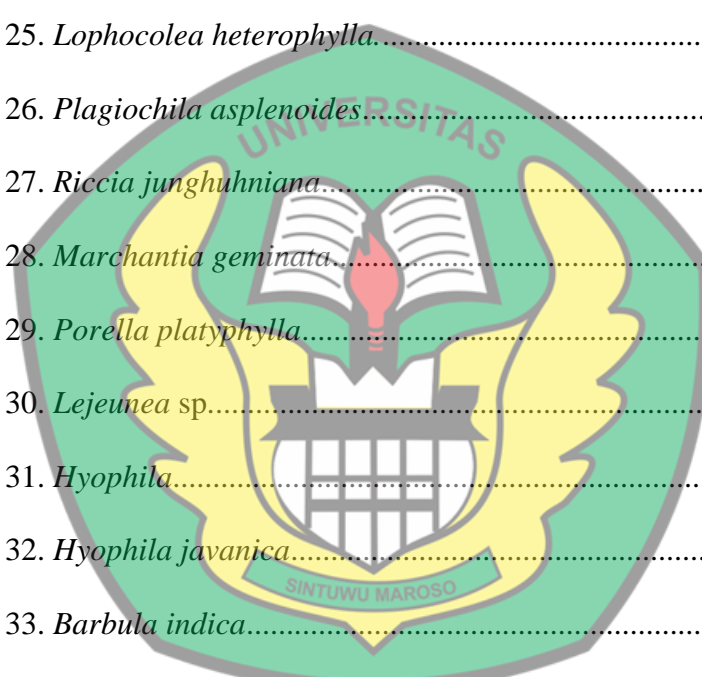 25. Lophocolea heterophylla.............................................
26. Plagiochila asplenoides..............................................
UNIVERSITAS
27. Riccia junghuhniana..................................................
28. Marchantia geminata.................................................
29. Porella platyphylla.....................................................
30. Lejeunea sp.................................................................
31. Hyophila.....................................................................
32. Hyophila javanica.......................................................
SINTUWU MAROSO
33. Barbula indica............................................................